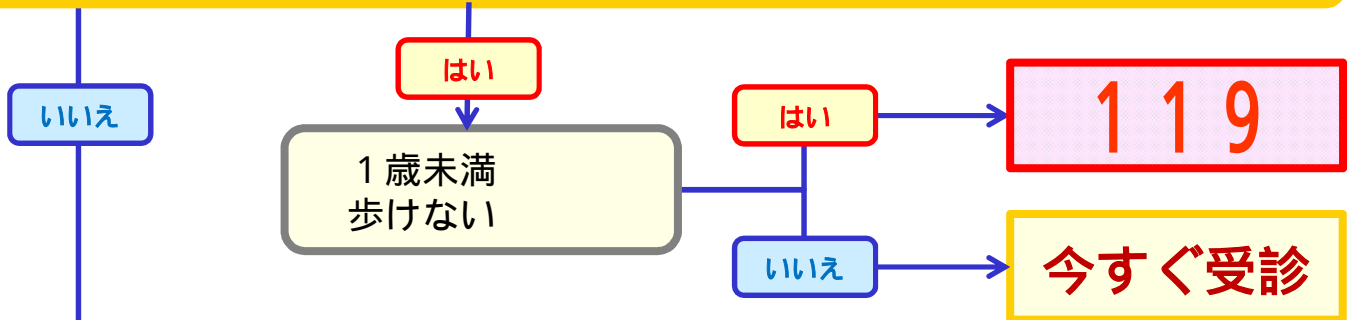 はい
いいえ
１歳未満
歩けない
はい
１１９
いいえ
今すぐ受診